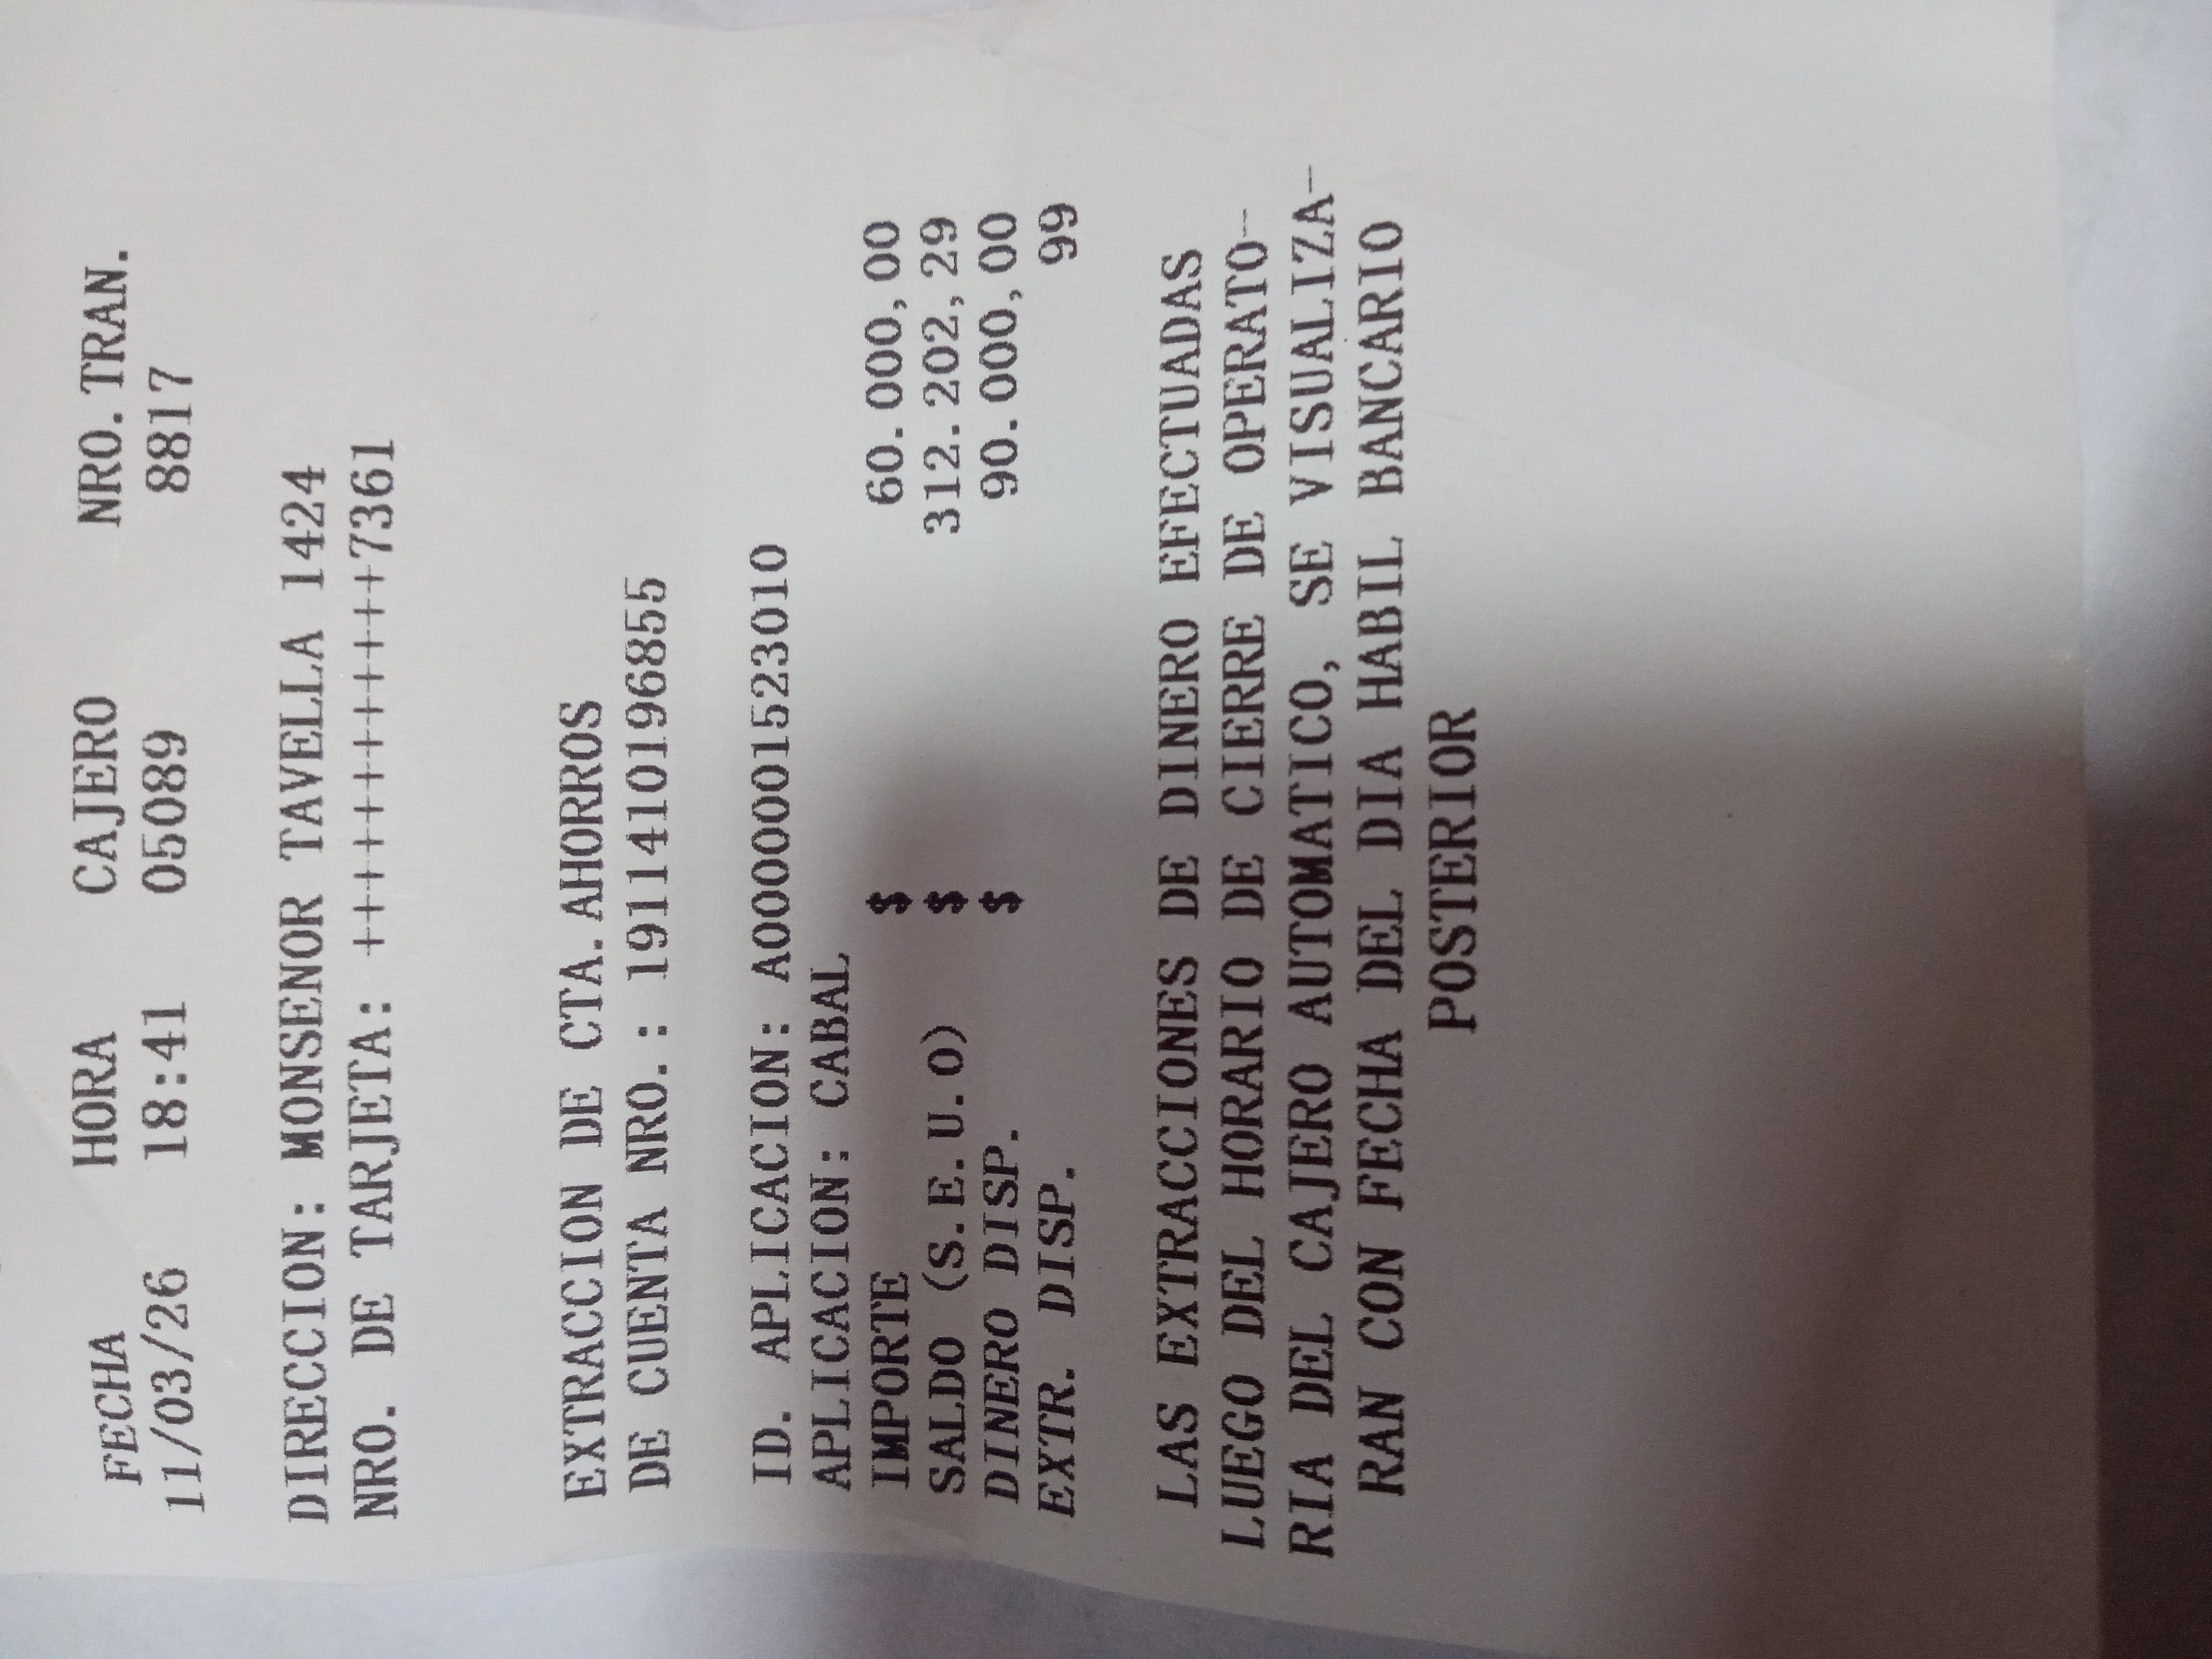 FECHA HORA CAJERO NRO.TRAN.
11/03/26 18:41 05089 8817
DIRECCION: MONSENOR TAVELLA 1424
NRO. DE TARJETA: ++++++++++++7361
EXTRACCION DE CTA.AHORROS
DE CUENTA NRO.: 191141019685​5
ID. APLICACION: A0000001523010
APLICACION: CABAL
IMPORTE $ 60.000,00
SALDO (S.E.U.O) $ 312.202,29
DINERO DISP. $ 90.000,00
EXTR. DISP. 99
LAS EXTRACCIONES DE DINERO EFECTUADAS
LUEGO DEL HORARIO DE CIERRE DE OPERATO-
RIA DEL CAJERO AUTOMATICO, SE VISUALIZA-
RAN CON FECHA DEL DIA HABIL BANCARIO
POSTERIOR